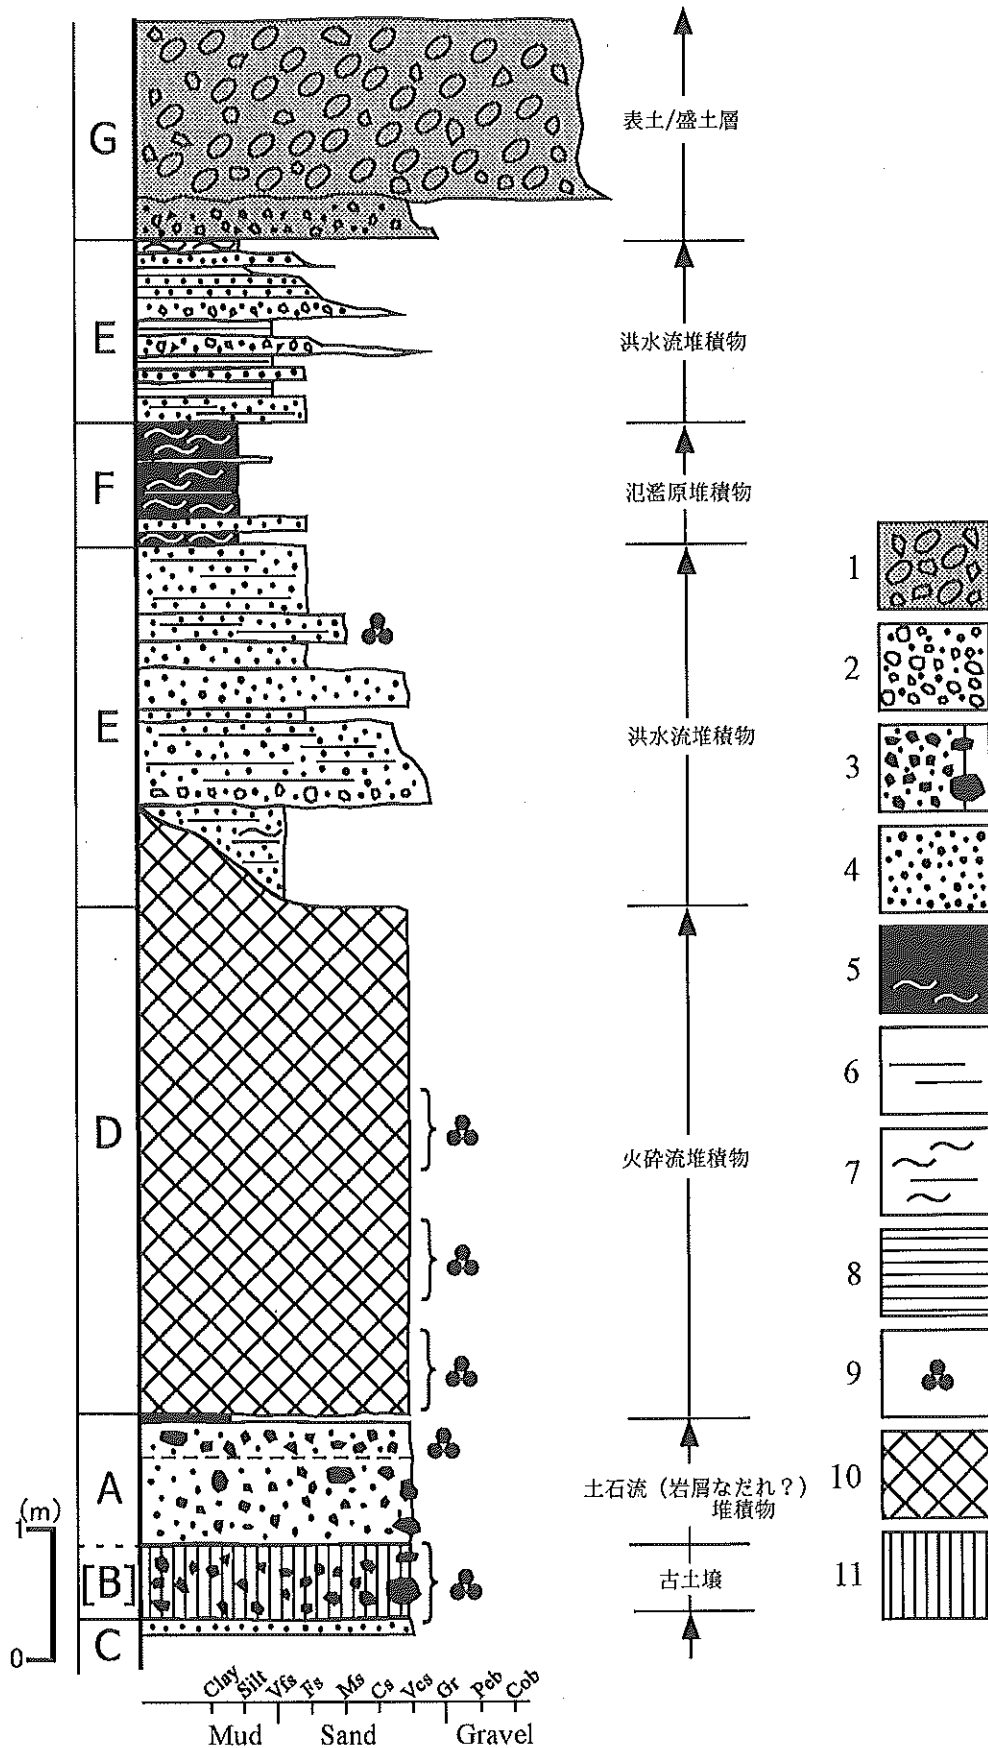 G
表土/盛土層
E
洪水流堆積物
F
氾濫原堆積物
E
洪水流堆積物
D
火砕流堆積物
A
土石流（岩屑なだれ？）
堆積物
[B]
古土壌
C
(m)
1
0
Clay
Silt
Vfs
Fs
Ms
Cs
Vcs
Gr
Peb
Cob
Mud
Sand
Gravel
1
2
3
4
5
6
7
8
9
10
11